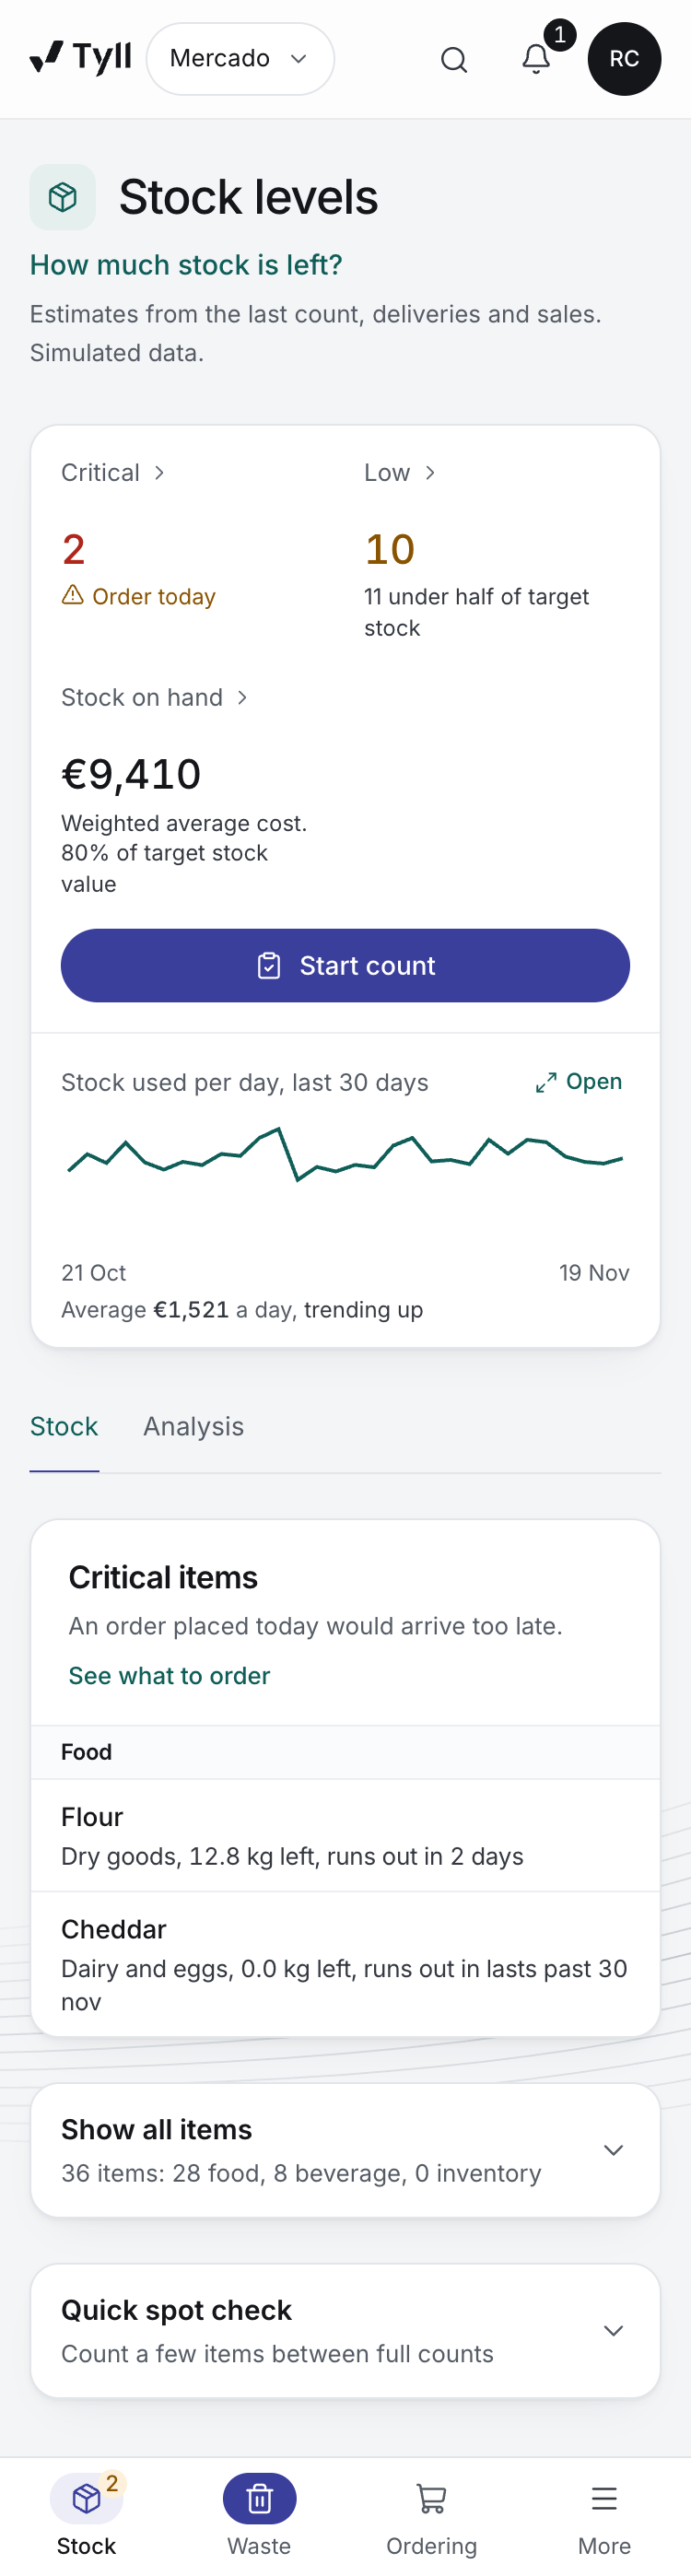 Tyll
Mercado
1
RC
Stock levels
How much stock is left?
Estimates from the last count, deliveries and sales.
Simulated data.
Critical
Low
2
10
Order today
11 under half of target
stock
Stock on hand
€9,410
Weighted average cost.
80% of target stock
value
Start count
Stock used per day, last 30 days
Open
21 Oct
19 Nov
Average €1,521 a day, trending up
Stock
Analysis
Critical items
An order placed today would arrive too late.
See what to order
Food
Flour
Dry goods, 12.8 kg left, runs out in 2 days
Cheddar
Dairy and eggs, 0.0 kg left, runs out in lasts past 30
nov
Show all items
36 items: 28 food, 8 beverage, 0 inventory
Quick spot check
Count a few items between full counts
2
Stock
Waste
Ordering
More